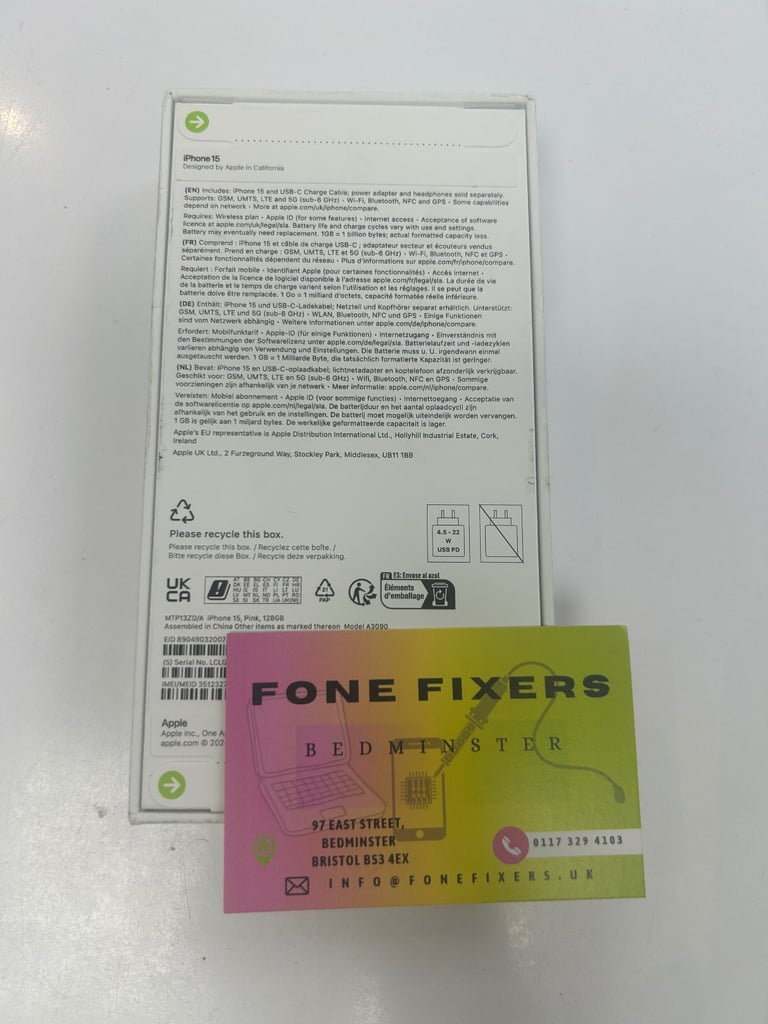 iPhone 15
Designed by Apple in California
(EN) Includes: iPhone 15 and USB-C Charge Cable; power adapter and headphones sold separately.
Supports: GSM, UMTS, LTE and 5G (sub-6 GHz) • Wi-Fi, Bluetooth, NFC and GPS • Some capabilities
depend on network • More at apple.com/uk/iphone/compare.
Requires: Wireless plan • Apple ID (for some features) • Internet access • Acceptance of software
licence at apple.com/uk/legal/sla. Battery life and charge cycles vary with use and settings.
Battery may eventually need replacement. 1GB = 1 billion bytes; actual formatted capacity less.
(FR) Comprend : iPhone 15 et câble de charge USB-C ; adaptateur secteur et écouteurs vendus
séparément. Prend en charge : GSM, UMTS, LTE et 5G (sub-6 GHz) • Wi-Fi, Bluetooth, NFC et GPS •
Certaines fonctionnalités dépendent du réseau • Plus d'informations sur apple.com/fr/iphone/compare.
Requiert : Forfait mobile • Identifiant Apple (pour certaines fonctionnalités) • Accès internet •
Acceptation de la licence de logiciel disponible à l'adresse apple.com/fr/legal/sla. La durée de vie
de la batterie et le temps de charge varient selon l'utilisation et les réglages. Il se peut que la
batterie doive être remplacée. 1 Go = 1 milliard d'octets, capacité formatée réelle inférieure.
(DE) Enthält: iPhone 15 und USB-C-Ladekabel; Netzteil und Kopfhörer separat erhältlich. Unterstützt:
GSM, UMTS, LTE und 5G (sub-6 GHz) • WLAN, Bluetooth, NFC und GPS • Einige Funktionen
sind vom Netzwerk abhängig • Weitere Informationen unter apple.com/de/iphone/compare.
Erfordert: Mobilfunktarif • Apple-ID (für einige Funktionen) • Internetzugang • Einverständnis mit
den Bestimmungen der Softwarelizenz unter apple.com/de/legal/sla. Batterielaufzeit und -ladezyklen
variieren abhängig von Verwendung und Einstellungen. Die Batterie muss u. U. irgendwann einmal
ausgetauscht werden. 1 GB = 1 Milliarde Byte, die tatsächlich formatierte Kapazität ist geringer.
(NL) Bevat: iPhone 15 en USB-C-oplaadkabel; lichtnetadapter en koptelefoon afzonderlijk verkrijgbaar.
Geschikt voor: GSM, UMTS, LTE en 5G (sub-6 GHz) • Wifi, Bluetooth, NFC en GPS • Sommige
voorzieningen zijn afhankelijk van je netwerk • Meer informatie: apple.com/nl/iphone/compare.
Vereisten: Mobiel abonnement • Apple ID (voor sommige functies) • Internettoegang • Acceptatie van
de softwarelicentie op apple.com/nl/legal/sla. De batterijduur en het aantal oplaadcycli zijn
afhankelijk van het gebruik en de instellingen. De batterij moet mogelijk uiteindelijk worden vervangen.
1 GB is gelijk aan 1 miljard bytes. De werkelijke geformatteerde capaciteit is lager.
Apple's EU representative is Apple Distribution International Ltd., Hollyhill Industrial Estate, Cork,
Ireland
Apple UK Ltd., 2 Furzeground Way, Stockley Park, Middlesex, UB11 1BB
Please recycle this box.
Please recycle this box. / Recyclez cette boîte. /
Bitte recycle diese Box. / Recycle deze verpakking.
4.5 - 22
W
USB PD
UK
CA
21
PAP
FR ES: Envase al azul
Éléments
d'emballage
MTP13ZD/A iPhone 15, Pink, 128GB
Assembled in China Other items as marked thereon Model A3090
EID 8904903200
(S) Serial No. LCLG
IMEI/MEID 351232
Apple
Apple Inc., One A
apple.com © 202
FONE FIXERS
BEDMINSTER
97 EAST STREET,
BEDMINSTER
BRISTOL BS3 4EX
0117 329 4103
INFO@FONEFIXERS.UK